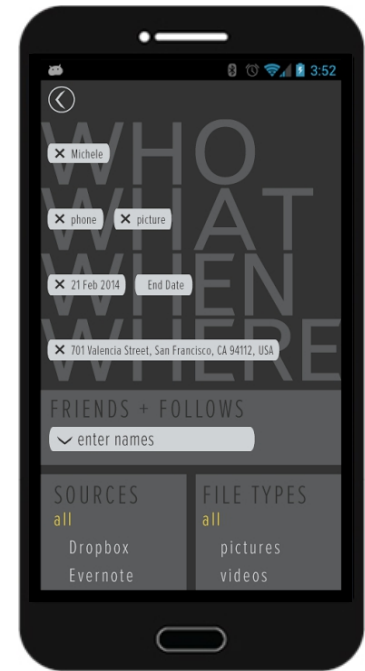 3:52
WHO
✕ Michele
WHAT
✕ phone ✕ picture
WHEN
✕ 21 Feb 2014 End Date
WHERE
✕ 701 Valencia Street, San Francisco, CA 94112, USA
FRIENDS + FOLLOWS
enter names
SOURCES
all
Dropbox
Evernote
FILE TYPES
all
pictures
videos